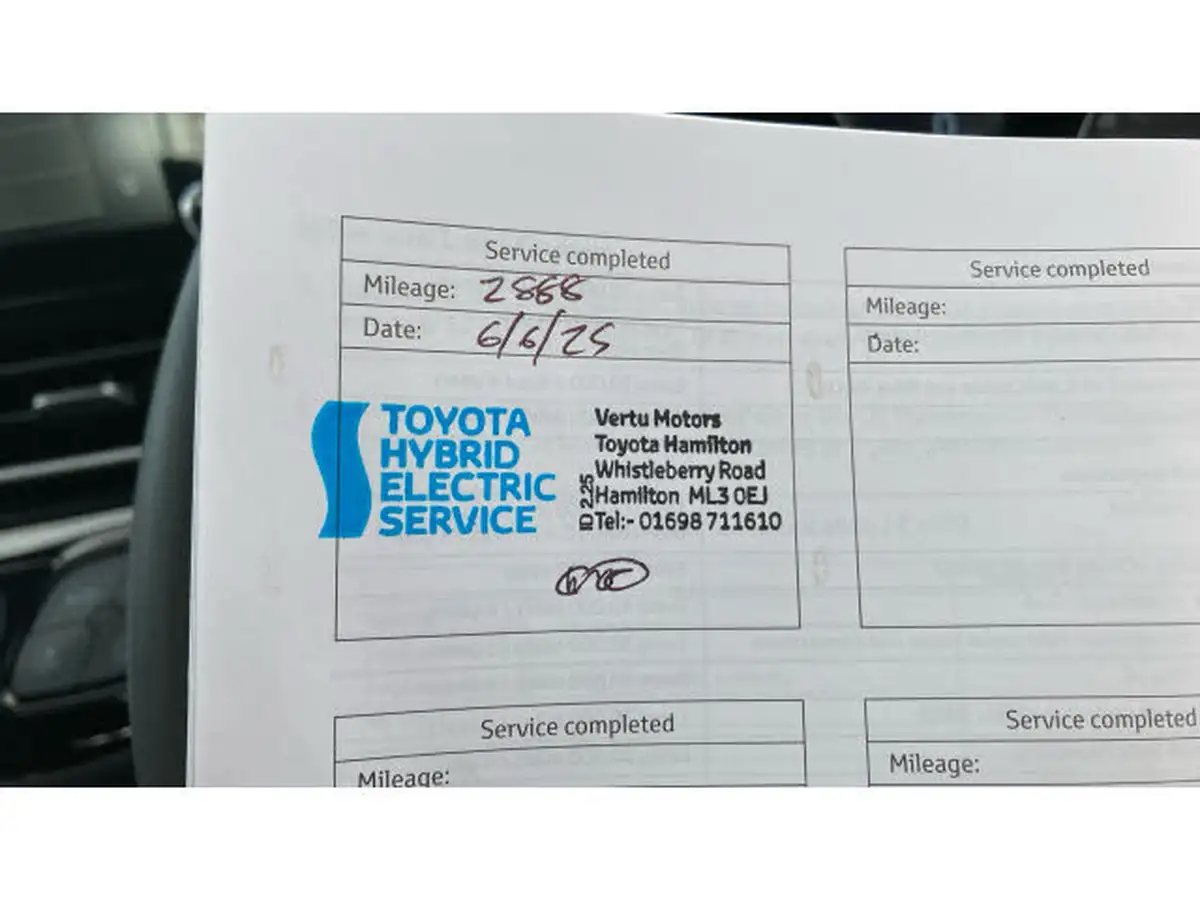 Service completed
Mileage: 2868
Date: 6/6/25
TOYOTA
HYBRID
ELECTRIC
SERVICE
Vertu Motors
Toyota Hamilton
Whistleberry Road
Hamilton ML3 0EJ
Tel:- 01698 711610
ID 2.25
Service completed
Mileage:
Date:
Service completed
Mileage:
Service completed
Mileage: